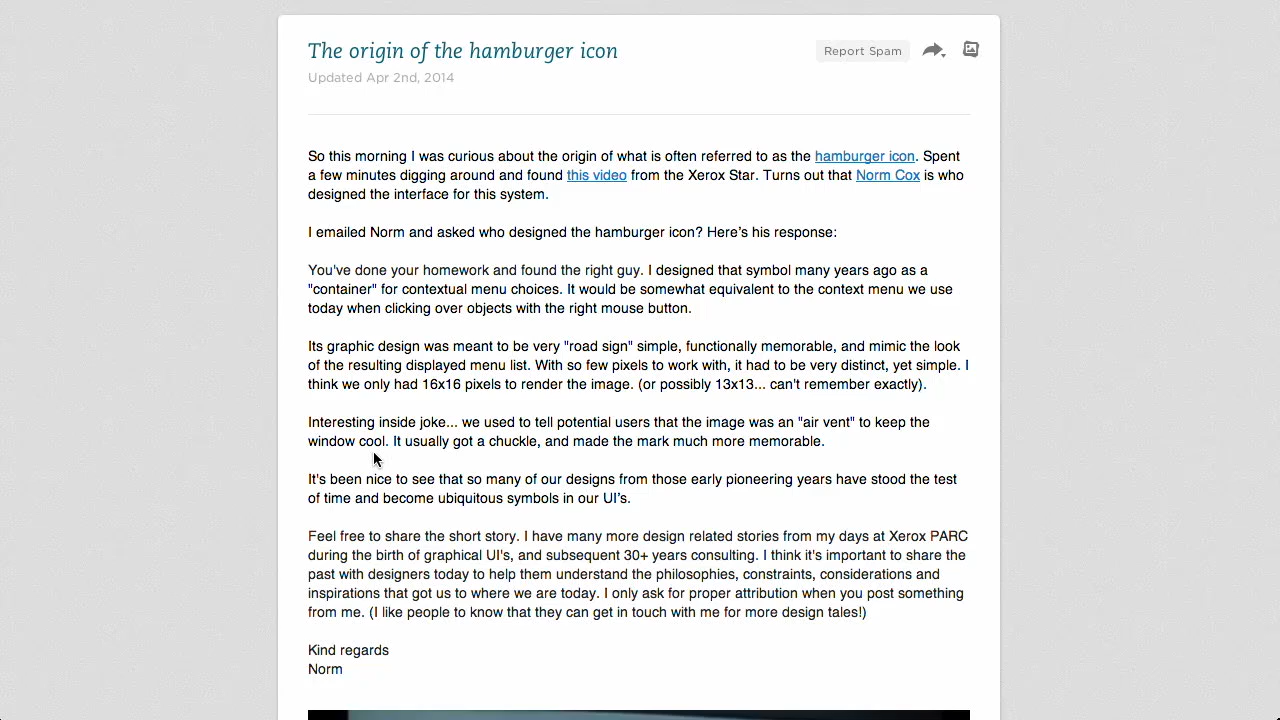 The origin of the hamburger icon
Report Spam
Updated Apr 2nd, 2014
So this morning I was curious about the origin of what is often referred to as the hamburger icon. Spent
a few minutes digging around and found this video from the Xerox Star. Turns out that Norm Cox is who
designed the interface for this system.
I emailed Norm and asked who designed the hamburger icon? Here’s his response:
You've done your homework and found the right guy. I designed that symbol many years ago as a
"container" for contextual menu choices. It would be somewhat equivalent to the context menu we use
today when clicking over objects with the right mouse button.
Its graphic design was meant to be very "road sign" simple, functionally memorable, and mimic the look
of the resulting displayed menu list. With so few pixels to work with, it had to be very distinct, yet simple. I
think we only had 16x16 pixels to render the image. (or possibly 13x13... can't remember exactly).
Interesting inside joke... we used to tell potential users that the image was an "air vent" to keep the
window cool. It usually got a chuckle, and made the mark much more memorable.
It's been nice to see that so many of our designs from those early pioneering years have stood the test
of time and become ubiquitous symbols in our UI’s.
Feel free to share the short story. I have many more design related stories from my days at Xerox PARC
during the birth of graphical UI's, and subsequent 30+ years consulting. I think it's important to share the
past with designers today to help them understand the philosophies, constraints, considerations and
inspirations that got us to where we are today. I only ask for proper attribution when you post something
from me. (I like people to know that they can get in touch with me for more design tales!)
Kind regards
Norm